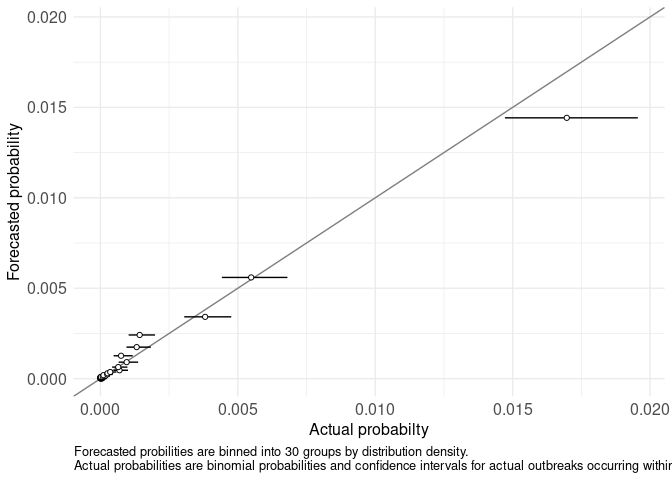 0.020
0.015
0.010
0.005
0.000
Forecasted probability
0.000 0.005 0.010 0.015 0.020
Actual probabilty
Forecasted probilities are binned into 30 groups by distribution density.
Actual probabilities are binomial probabilities and confidence intervals for actual outbreaks occurring within